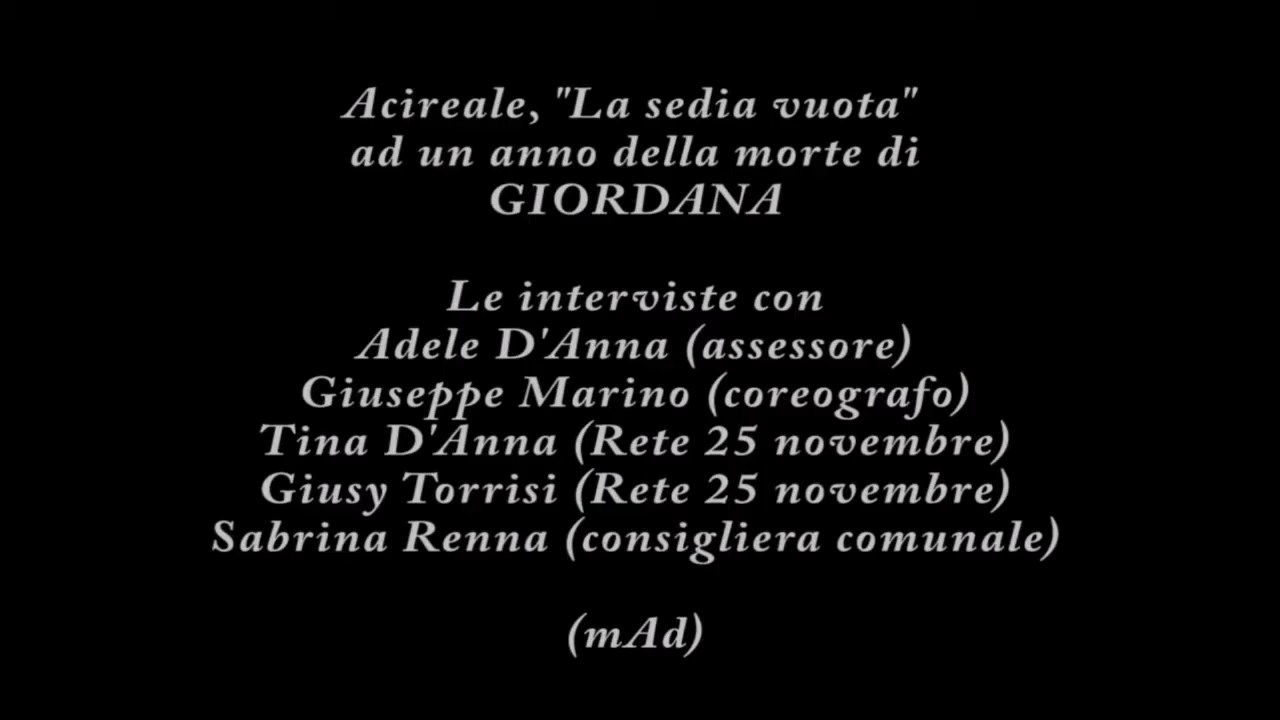 Acireale, "La sedia vuota"
ad un anno della morte di
GIORDANA
Le interviste con
Adele D'Anna (assessore)
Giuseppe Marino (coreografo)
Tina D'Anna (Rete 25 novembre)
Giusy Torrisi (Rete 25 novembre)
Sabrina Renna (consigliera comunale)
(mAd)